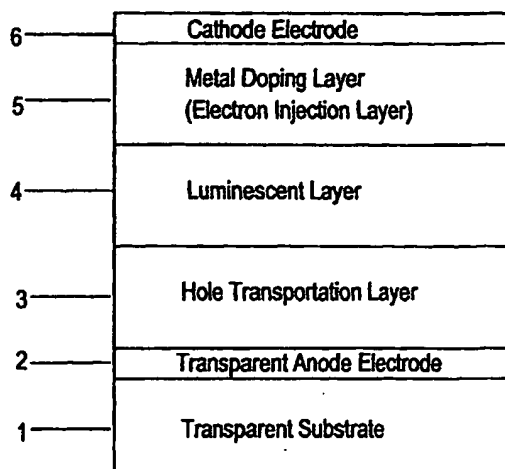 6 Cathode Electrode
5 Metal Doping Layer
(Electron Injection Layer)
4 Luminescent Layer
3 Hole Transportation Layer
2 Transparent Anode Electrode
1 Transparent Substrate